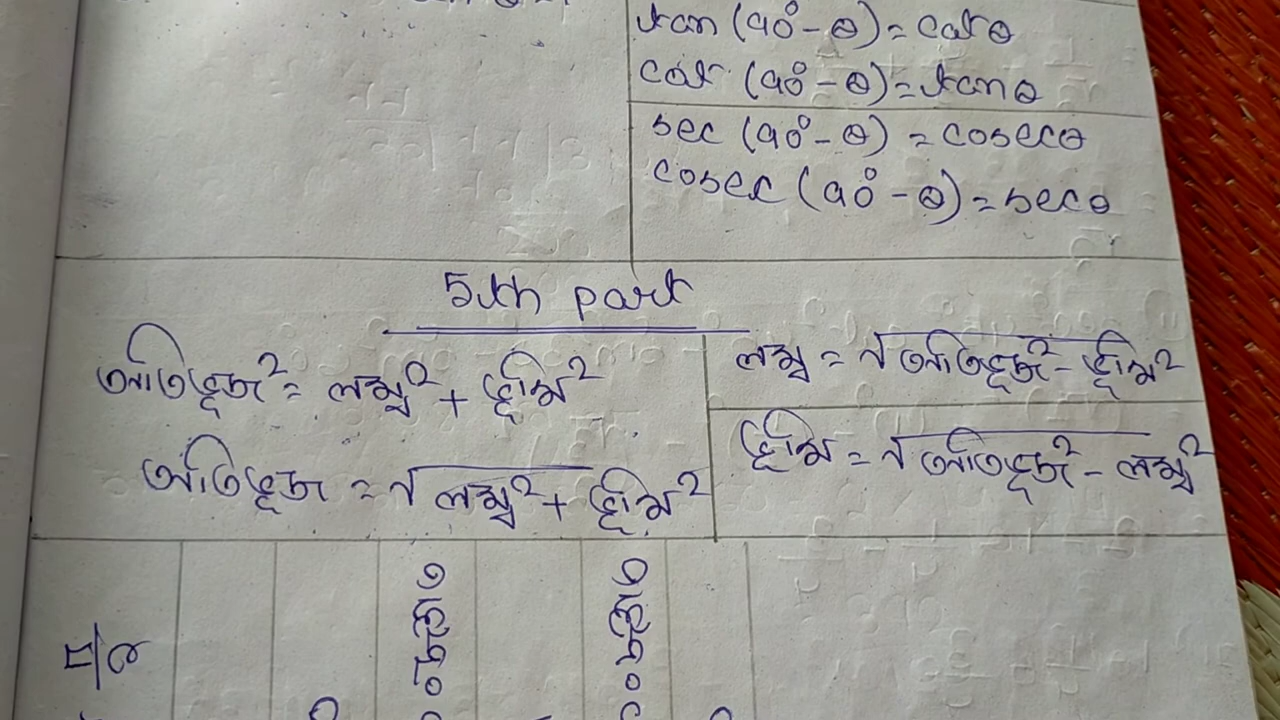 tan (90° - θ) = cot θ
cot (90° - θ) = tan θ
sec (90° - θ) = cosec θ
cosec (90° - θ) = sec θ
5th part
অতিভূজ² = লম্ব² + ভূমি²
অতিভূজ = √লম্ব² + ভূমি²
লম্ব = √অতিভূজ² - ভূমি²
ভূমি = √অতিভূজ² - লম্ব²